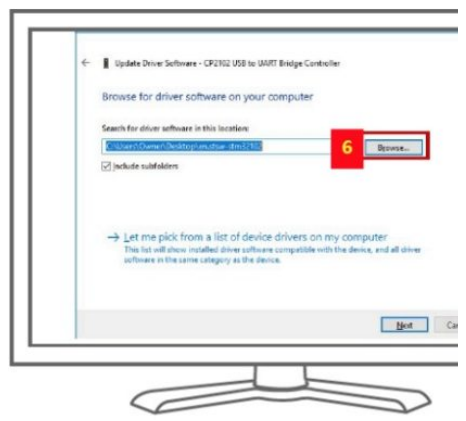 Update Driver Software - CP2102 USB to UART Bridge Controller
Browse for driver software on your computer
Search for driver software in this location:
6
Browse...
Include subfolders
Let me pick from a list of device drivers on my computer
This list will show installed driver software compatible with the device, and all driver
software in the same category as the device.
Next